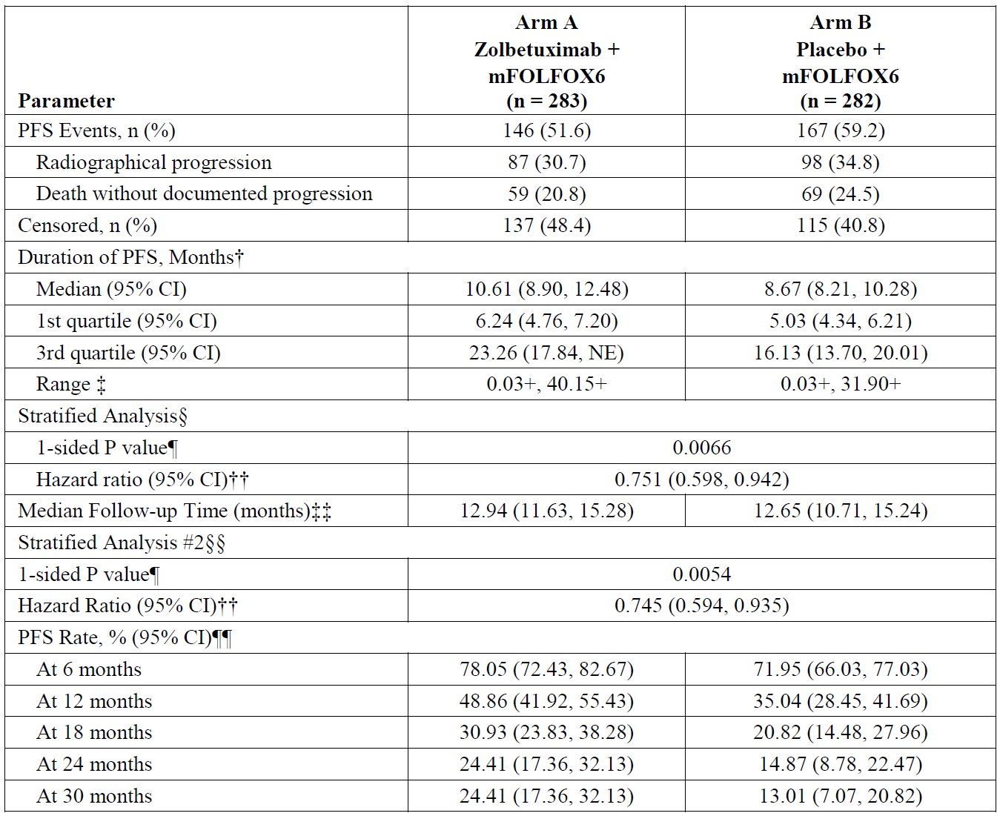 Parameter
Arm A
Zolbetuximab +
mFOLFOX6
(n = 283)
Arm B
Placebo +
mFOLFOX6
(n = 282)
PFS Events, n (%) 146 (51.6) 167 (59.2)
Radiographical progression 87 (30.7) 98 (34.8)
Death without documented progression 59 (20.8) 69 (24.5)
Censored, n (%) 137 (48.4) 115 (40.8)
Duration of PFS, Months†
Median (95% CI) 10.61 (8.90, 12.48) 8.67 (8.21, 10.28)
1st quartile (95% CI) 6.24 (4.76, 7.20) 5.03 (4.34, 6.21)
3rd quartile (95% CI) 23.26 (17.84, NE) 16.13 (13.70, 20.01)
Range ‡ 0.03+, 40.15+ 0.03+, 31.90+
Stratified Analysis§
1-sided P value¶ 0.0066
Hazard ratio (95% CI)†† 0.751 (0.598, 0.942)
Median Follow-up Time (months)‡‡ 12.94 (11.63, 15.28) 12.65 (10.71, 15.24)
Stratified Analysis #2§§
1-sided P value¶ 0.0054
Hazard Ratio (95% CI)†† 0.745 (0.594, 0.935)
PFS Rate, % (95% CI)¶¶
At 6 months 78.05 (72.43, 82.67) 71.95 (66.03, 77.03)
At 12 months 48.86 (41.92, 55.43) 35.04 (28.45, 41.69)
At 18 months 30.93 (23.83, 38.28) 20.82 (14.48, 27.96)
At 24 months 24.41 (17.36, 32.13) 14.87 (8.78, 22.47)
At 30 months 24.41 (17.36, 32.13) 13.01 (7.07, 20.82)